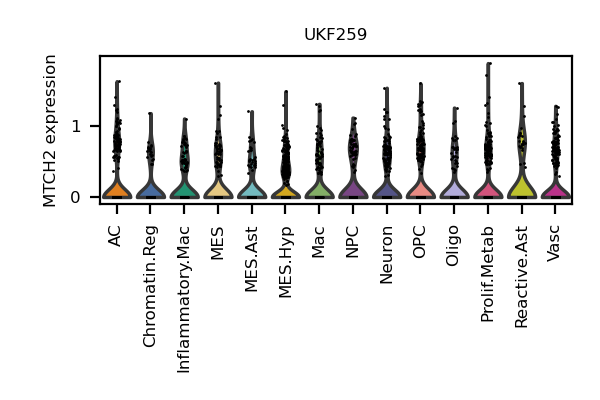 UKF259
MTCH2 expression
1
0
AC
Chromatin.Reg
Inflammatory.Mac
MES
MES.Ast
MES.Hyp
Mac
NPC
Neuron
OPC
Oligo
Prolif.Metab
Reactive.Ast
Vasc